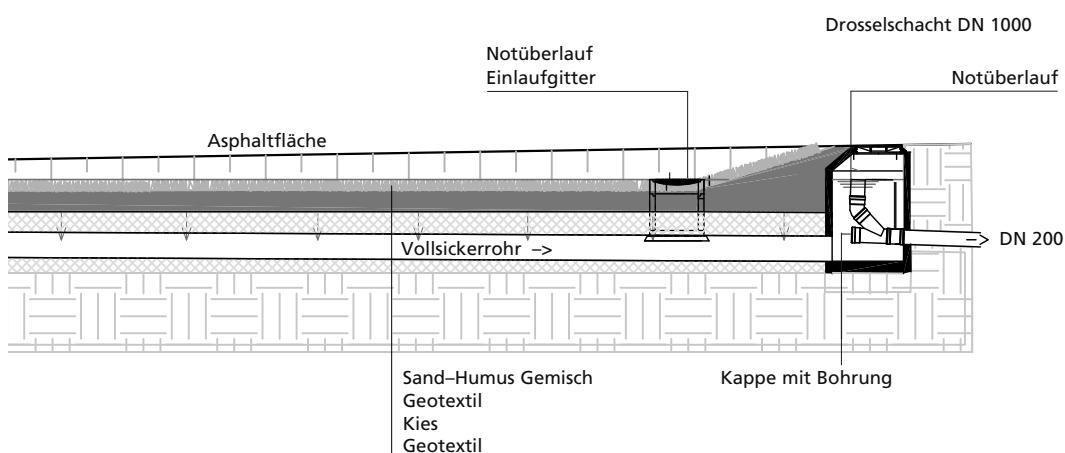 Drosselschacht DN 1000
Notüberlauf
Einlaufgitter
Notüberlauf
Asphaltfläche
Vollsickerrohr –>
DN 200
Sand–Humus Gemisch
Geotextil
Kies
Geotextil
Kappe mit Bohrung